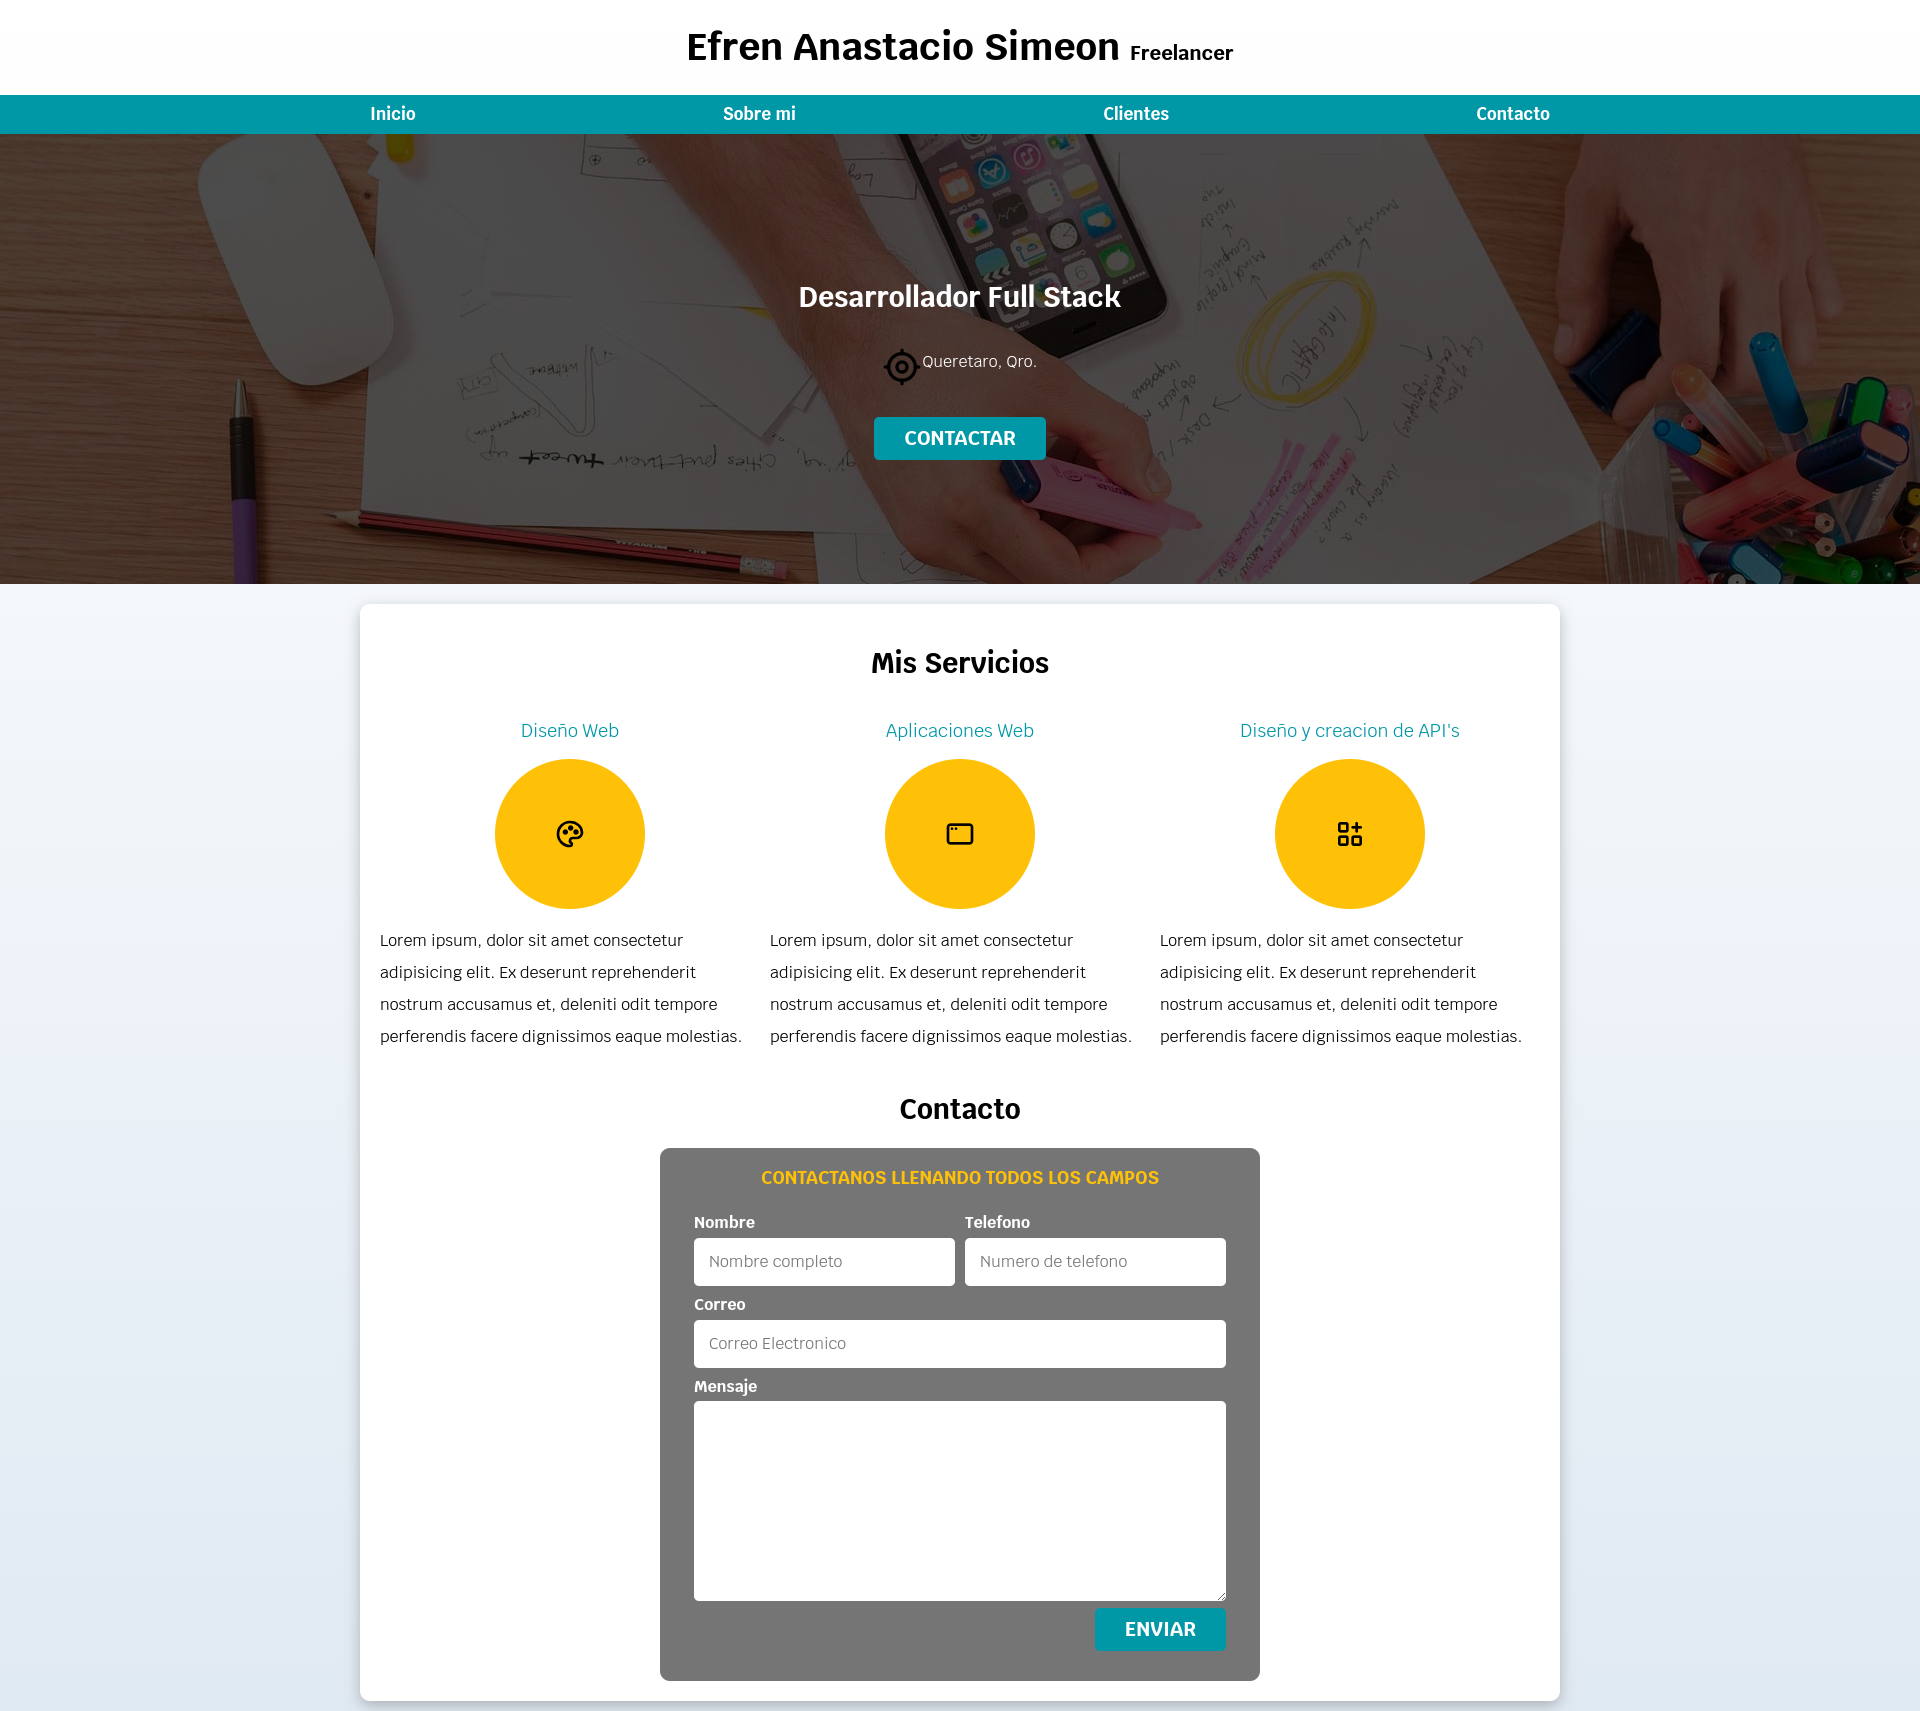 Efren Anastacio Simeon Freelancer
Inicio Sobre mi Clientes Contacto
Desarrollador Full Stack
Queretaro, Qro.
CONTACTAR
Mis Servicios
Diseño Web
Lorem ipsum, dolor sit amet consectetur
adipisicing elit. Ex deserunt reprehenderit
nostrum accusamus et, deleniti odit tempore
perferendis facere dignissimos eaque molestias.
Aplicaciones Web
Lorem ipsum, dolor sit amet consectetur
adipisicing elit. Ex deserunt reprehenderit
nostrum accusamus et, deleniti odit tempore
perferendis facere dignissimos eaque molestias.
Diseño y creacion de API's
Lorem ipsum, dolor sit amet consectetur
adipisicing elit. Ex deserunt reprehenderit
nostrum accusamus et, deleniti odit tempore
perferendis facere dignissimos eaque molestias.
Contacto
CONTACTANOS LLENANDO TODOS LOS CAMPOS
Nombre
Nombre completo
Telefono
Numero de telefono
Correo
Correo Electronico
Mensaje
ENVIAR